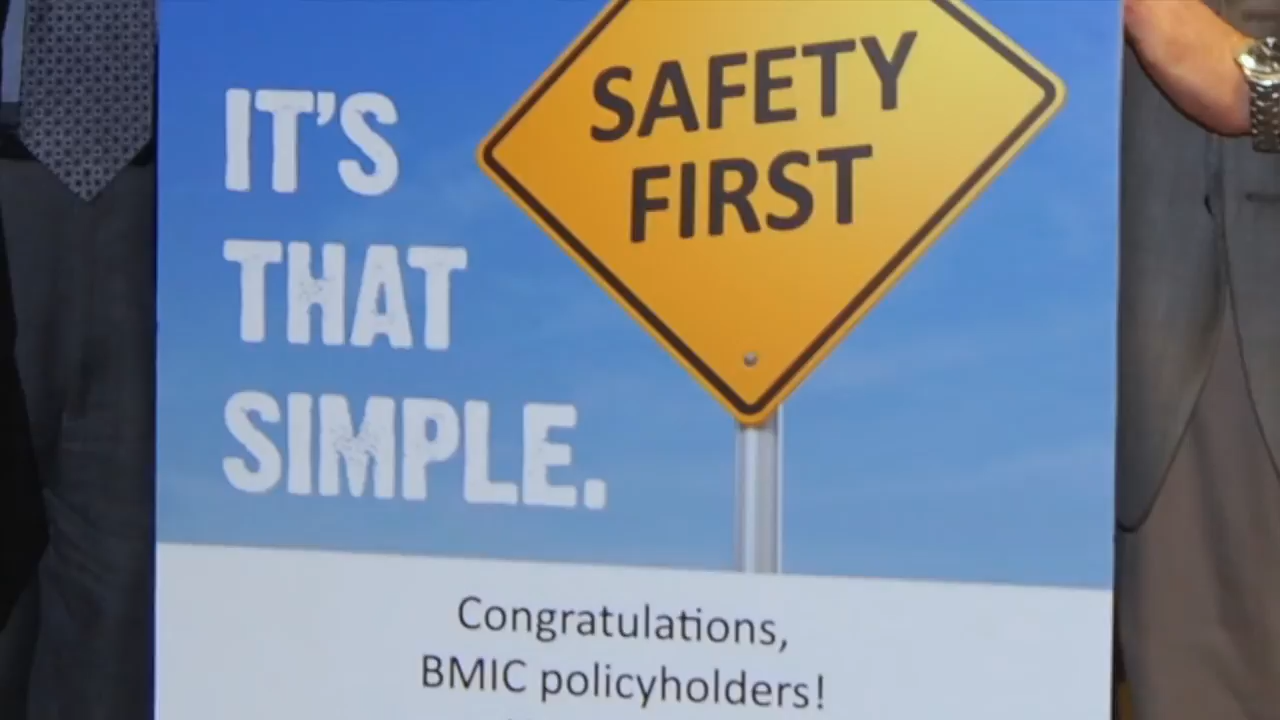 IT'S
THAT
SIMPLE.
SAFETY
FIRST
Congratulations,
BMIC policyholders!